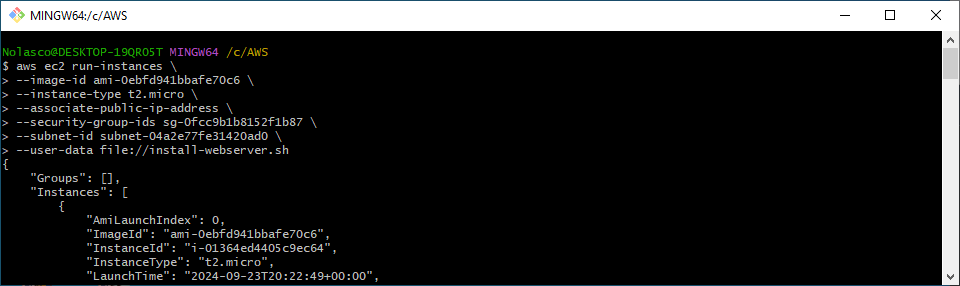 MINGW64:/c/AWS
Nolasco@DESKTOP-19QRO5T MINGW64 /c/AWS
$ aws ec2 run-instances \
> --image-id ami-0ebfd941bbafe70c6 \
> --instance-type t2.micro \
> --associate-public-ip-address \
> --security-group-ids sg-0fcc9b1b8152f1b87 \
> --subnet-id subnet-04a2e77fe31420ad0 \
> --user-data file://install-webserver.sh
{
    "Groups": [],
    "Instances": [
        {
            "AmiLaunchIndex": 0,
            "ImageId": "ami-0ebfd941bbafe70c6",
            "InstanceId": "i-01364ed4405c9ec64",
            "InstanceType": "t2.micro",
            "LaunchTime": "2024-09-23T20:22:49+00:00",